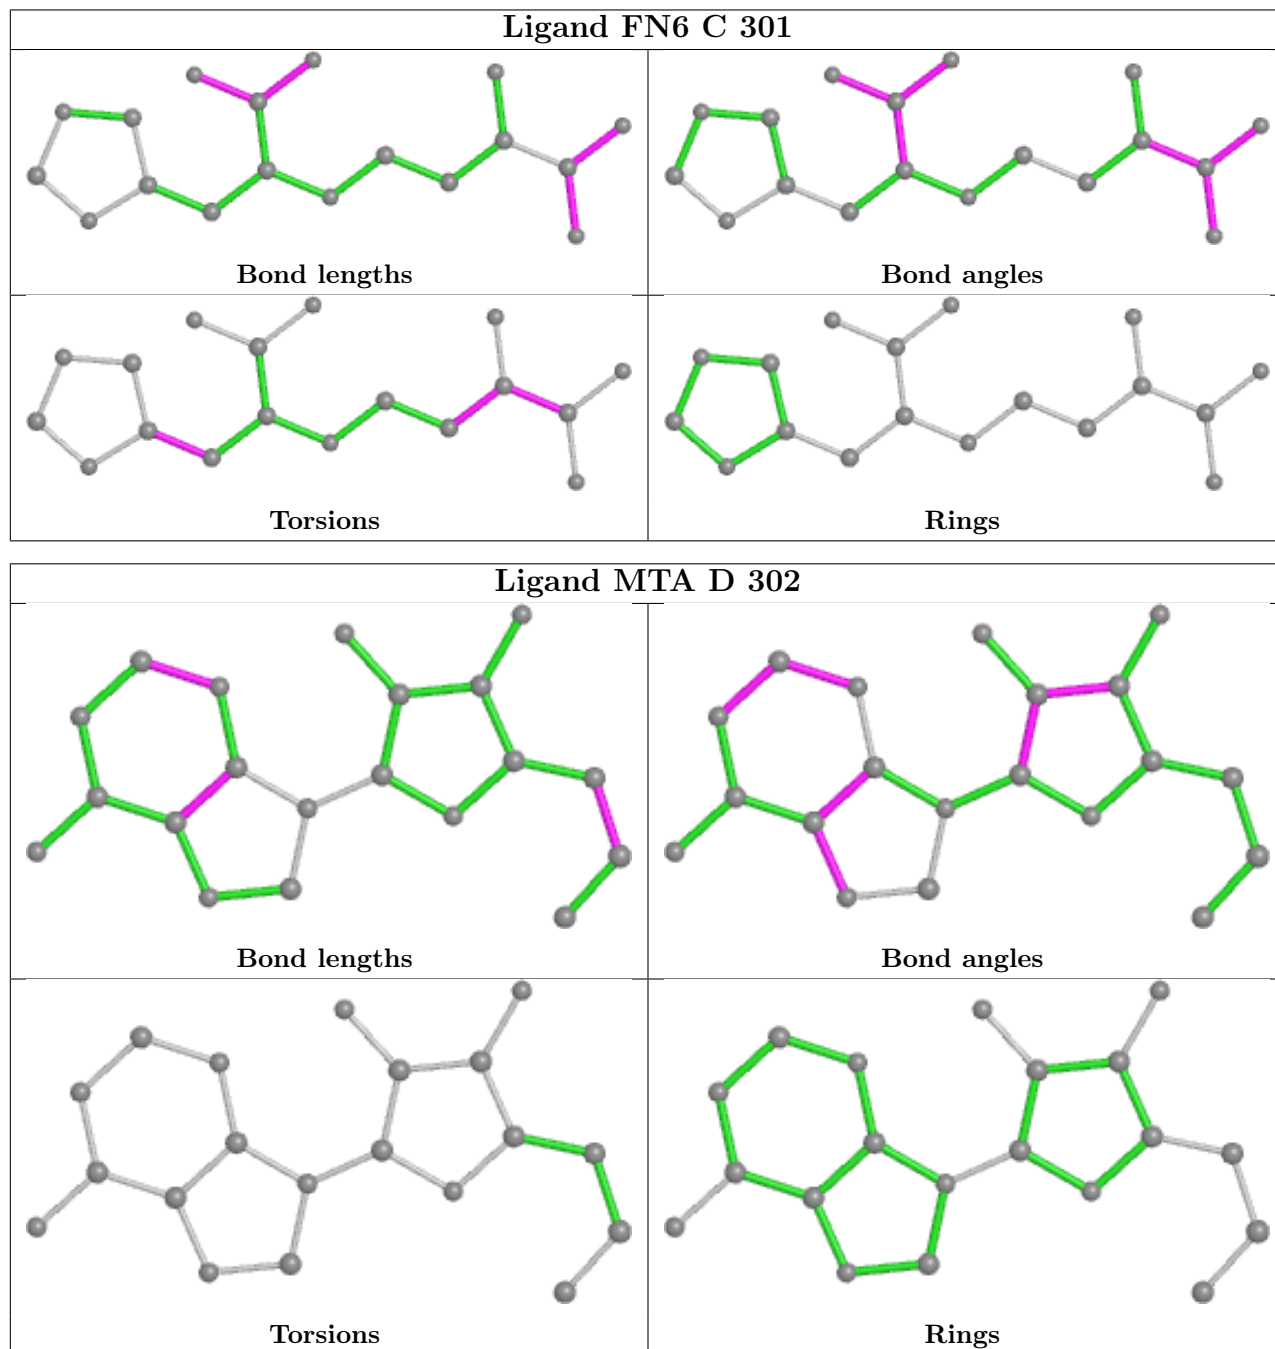 Ligand FN6 C 301
Bond lengths
Bond angles
Torsions
Rings
Ligand MTA D 302
Bond lengths
Bond angles
Torsions
Rings